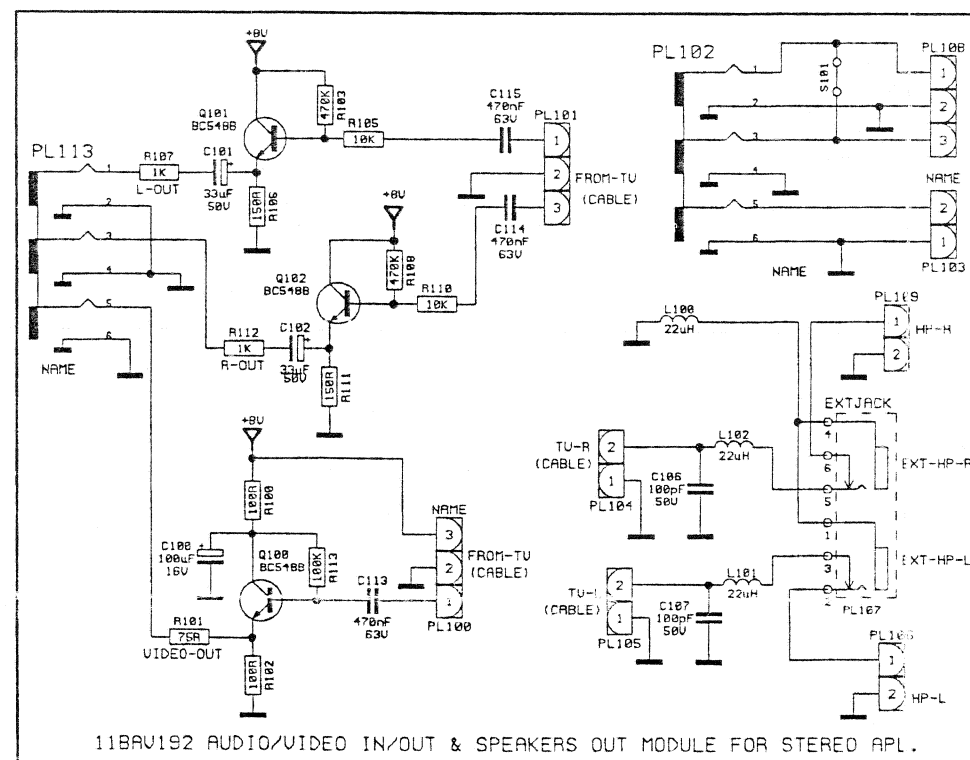 +8V
PL102
PL108
1
S101
1
2
2
3
3
NAME
4
5
2
6
1
NAME
PL103
Q101
BC548B
470K
R103
C115
470nF
63V
PL101
R105
10K
1
2
3
FROM-TV
(CABLE)
C114
470nF
63V
PL113
R107
1K
L-OUT
C101
+
33uF
50V
150R
R106
1
2
3
4
5
6
NAME
+8V
Q102
BC548B
470K
R108
R110
10K
R112
1K
R-OUT
C102
+
33uF
50V
150R
R111
+8V
100R
R100
C108
+
100uF
16V
Q100
BC548B
100K
R113
C113
470nF
63V
NAME
3
2
1
FROM-TV
(CABLE)
PL100
R101
75R
VIDEO-OUT
100R
R102
L100
22uH
PL109
1
HP-R
2
EXTJACK
4
6
5
EXT-HP-R
1
3
2
EXT-HP-L
PL107
TV-R
(CABLE)
2
1
PL104
C106
100pF
50V
L102
22uH
TV-L
(CABLE)
2
1
PL105
C107
100pF
50V
L101
22uH
PL106
1
2
HP-L
11BAV192 AUDIO/VIDEO IN/OUT & SPEAKERS OUT MODULE FOR STEREO APL.